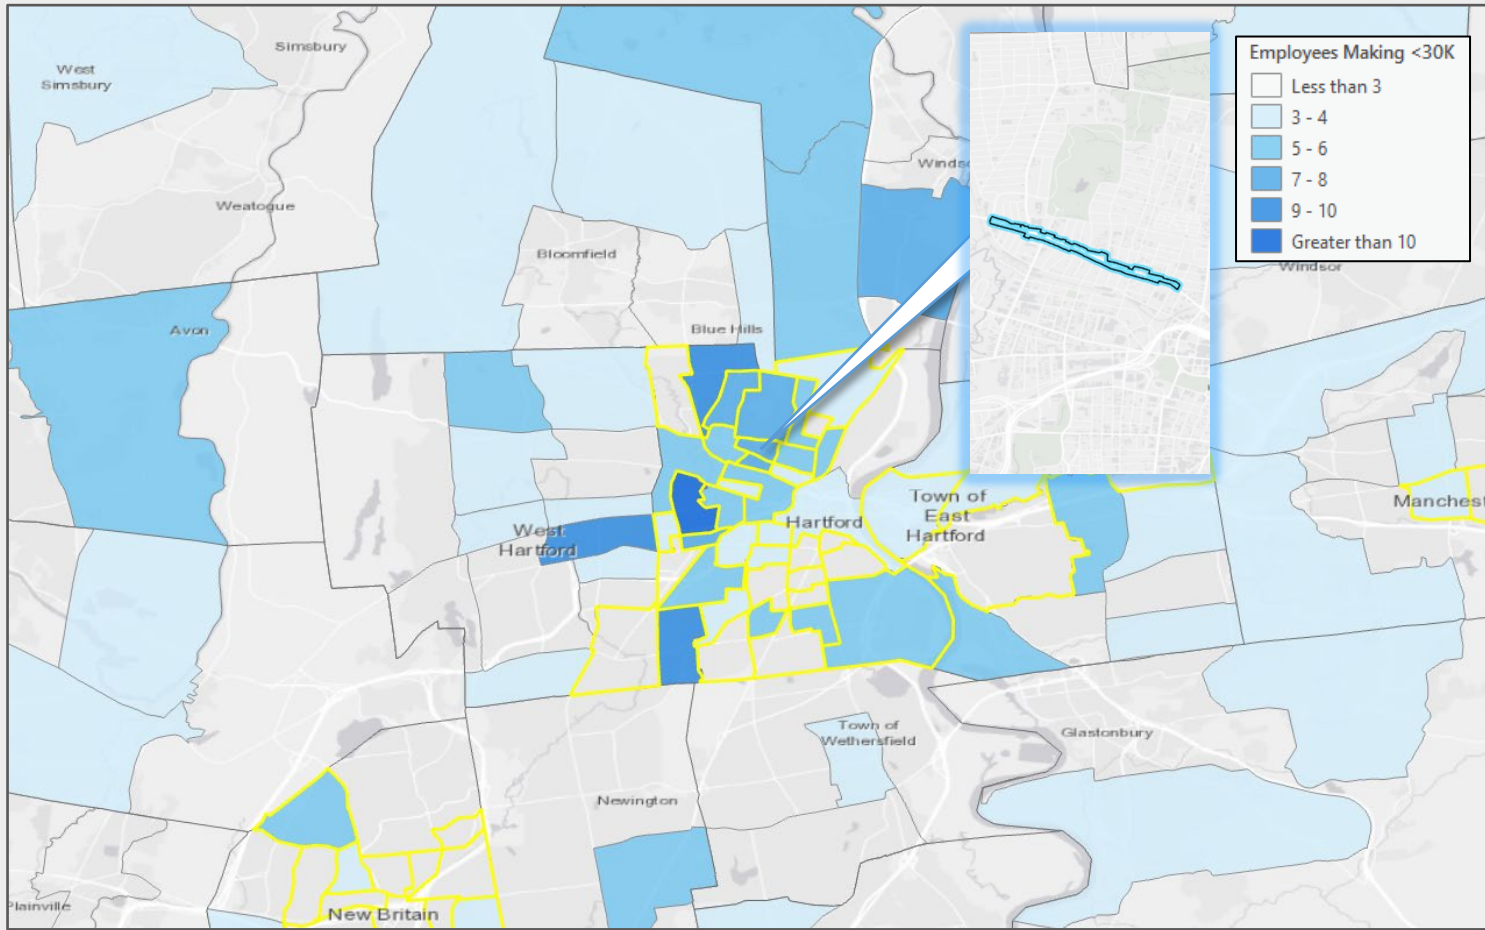 Simsbury
West
Simsbury
Employees Making <30K
Less than 3
3 - 4
5 - 6
7 - 8
9 - 10
Greater than 10
Weatogue
Bloomfield
Windsor
Avon
Blue Hills
Town of
East
Hartford
Manchest
Hartford
West
Hartford
Town of
Wethersfield
Glastonbury
Newington
New Britain